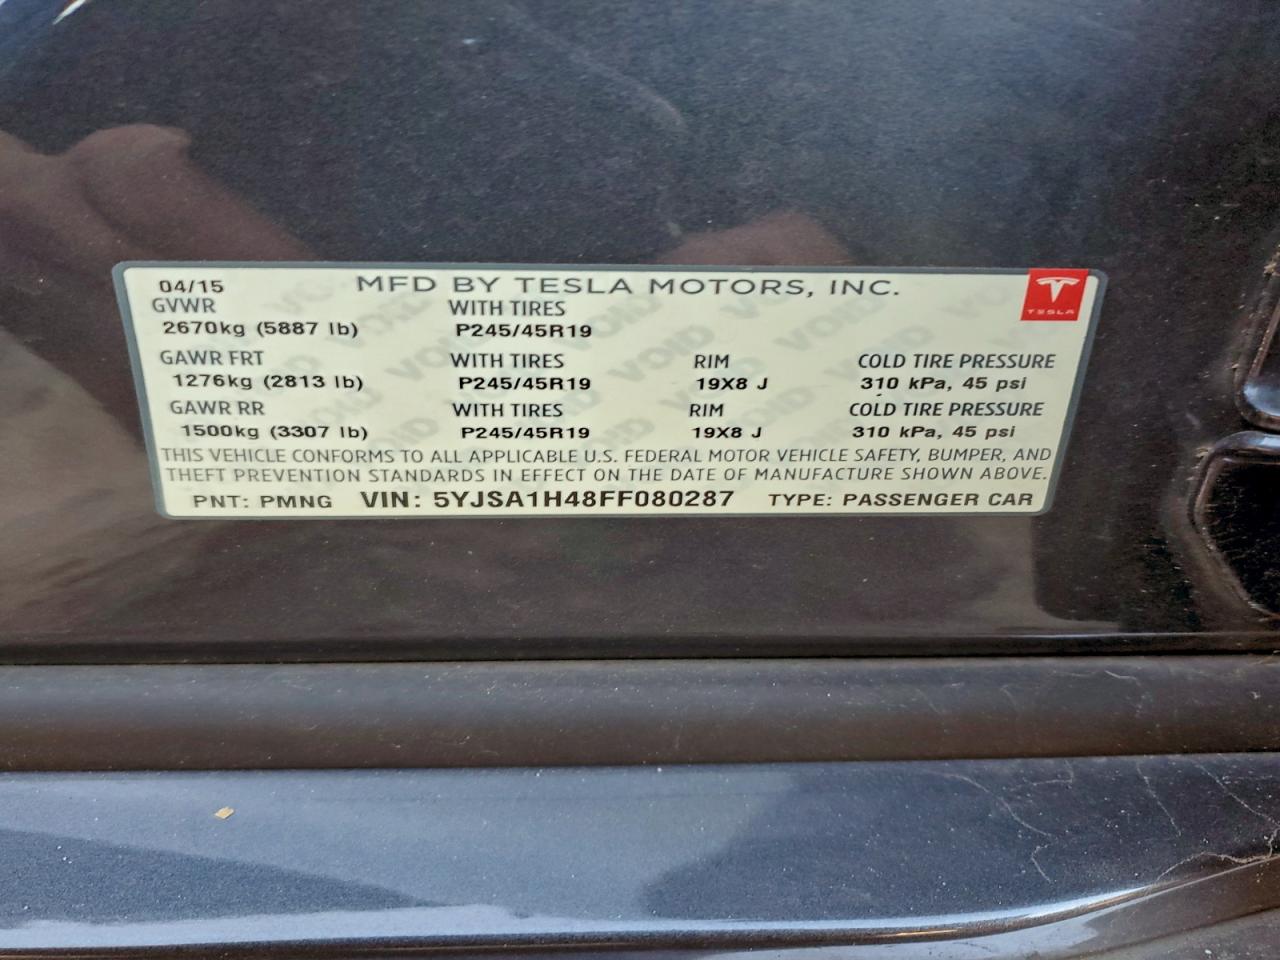 04/15 MFD BY TESLA MOTORS, INC.
TESLA
GVWR WITH TIRES
2670kg (5887 lb) P245/45R19
GAWR FRT WITH TIRES RIM COLD TIRE PRESSURE
1276kg (2813 lb) P245/45R19 19X8 J 310 kPa, 45 psi
GAWR RR WITH TIRES RIM COLD TIRE PRESSURE
1500kg (3307 lb) P245/45R19 19X8 J 310 kPa, 45 psi
THIS VEHICLE CONFORMS TO ALL APPLICABLE U.S. FEDERAL MOTOR VEHICLE SAFETY, BUMPER, AND
THEFT PREVENTION STANDARDS IN EFFECT ON THE DATE OF MANUFACTURE SHOWN ABOVE.
PNT: PMNG VIN: 5YJSA1H48FF080287 TYPE: PASSENGER CAR